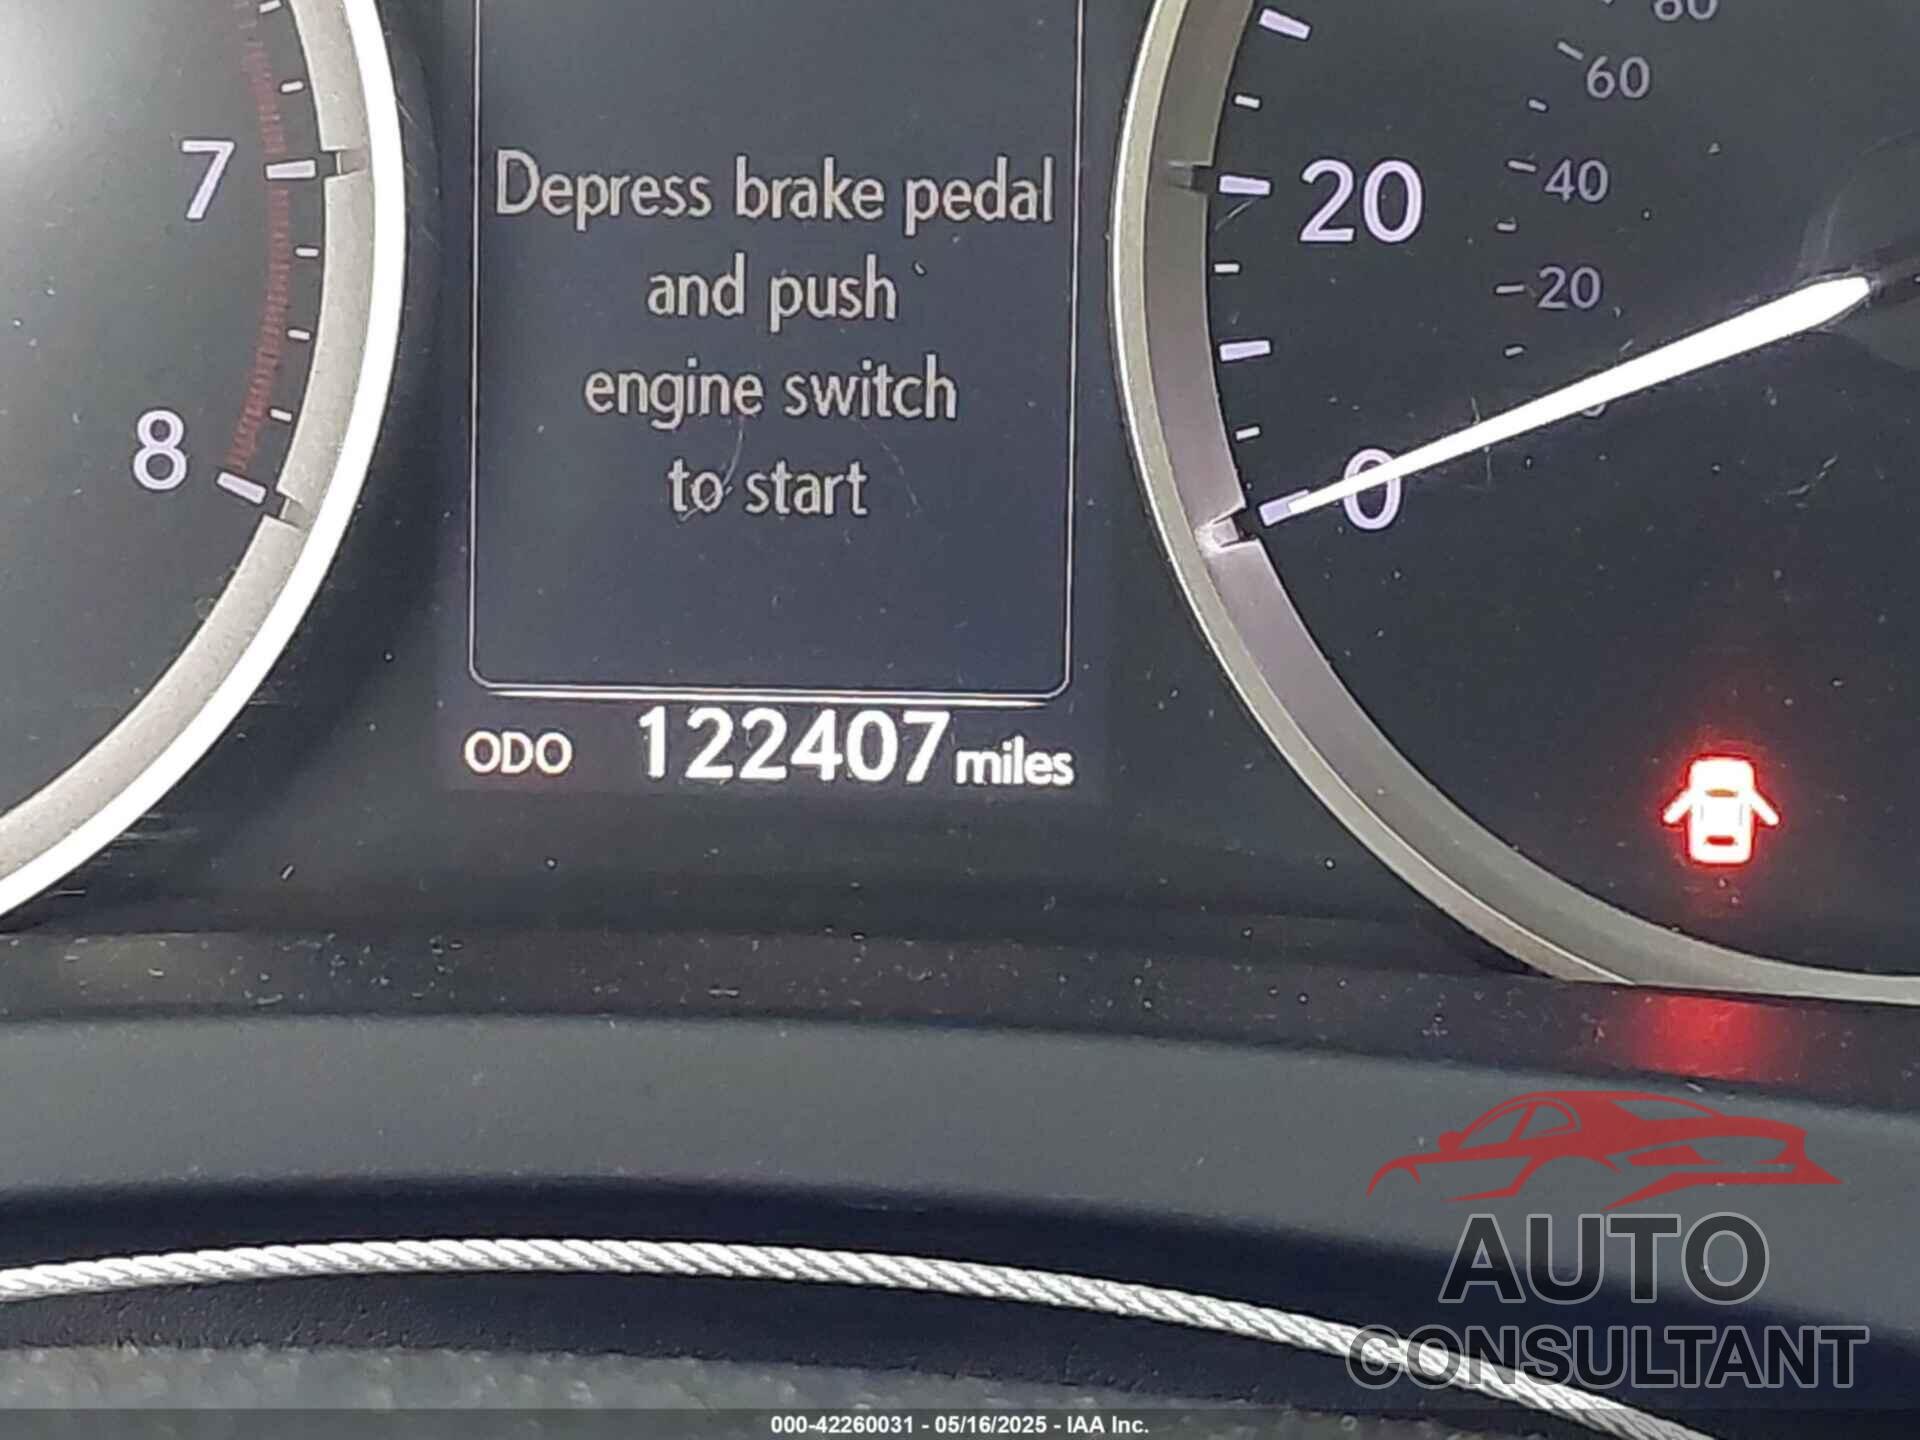 80
60
7
Depress brake pedal
20
40
and push
20
engine switch
8
to start
0
ODO 122407 miles
AUTO
CONSULTANT
000-42260031 - 05/16/2025 - IAA Inc.